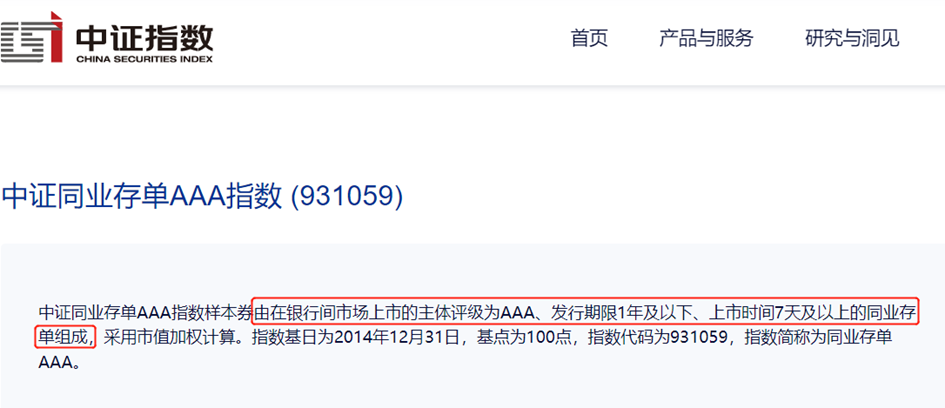 中证指数
CHINA SECURITIES INDEX
首页
产品与服务
研究与洞见
中证同业存单AAA指数 (931059)
中证同业存单AAA指数样本券由在银行间市场上市的主体评级为AAA、发行期限1年及以下、上市时间7天及以上的同业存
单组成，采用市值加权计算。指数基日为2014年12月31日，基点为100点，指数代码为931059，指数简称为同业存单
AAA。